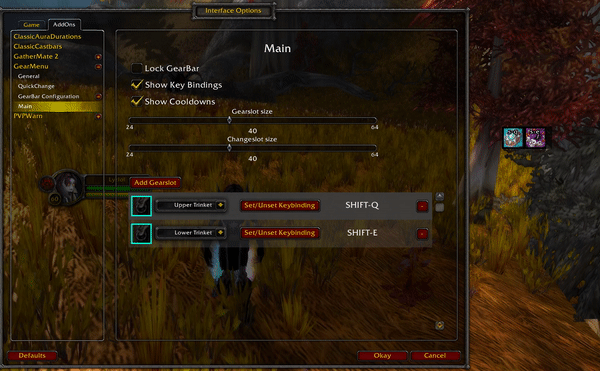 Interface Options
Game
AddOns
ClassicAuraDurations
ClassicCastbars
GatherMate 2
GearMenu
General
QuickChange
GearBar Configuration
Main
PVPWarn
Main
Lock GearBar
Show Key Bindings
Show Cooldowns
Gearslot size
24
40
64
Changeslot size
24
40
64
Add Gearslot
Upper Trinket
Set/Unset Keybinding
SHIFT-Q
Lower Trinket
Set/Unset Keybinding
SHIFT-E
60
Defaults
Okay
Cancel